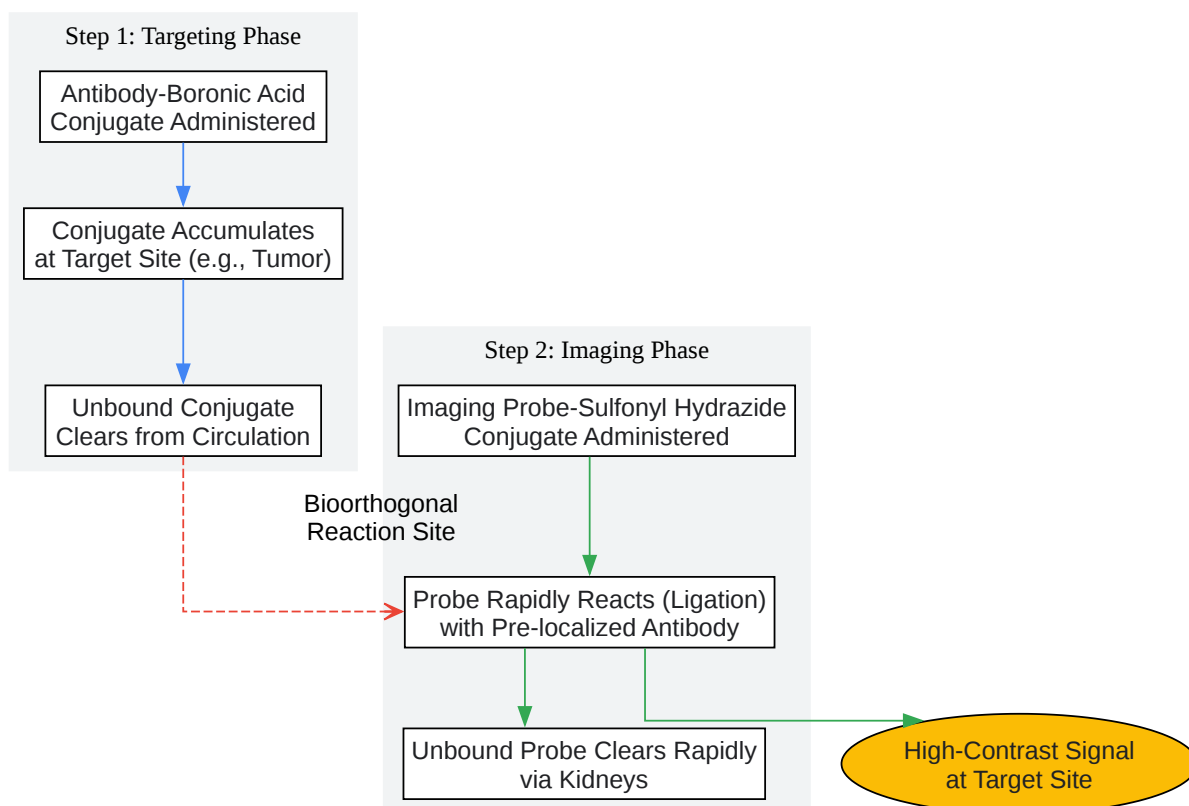 Step 1: Targeting Phase
Antibody-Boronic Acid
Conjugate Administered
Conjugate Accumulates
at Target Site (e.g., Tumor)
Unbound Conjugate
Clears from Circulation
Step 2: Imaging Phase
Imaging Probe-Sulfonyl Hydrazide
Conjugate Administered
Bioorthogonal
Reaction Site
Probe Rapidly Reacts (Ligation)
with Pre-localized Antibody
Unbound Probe Clears Rapidly
via Kidneys
High-Contrast Signal
at Target Site